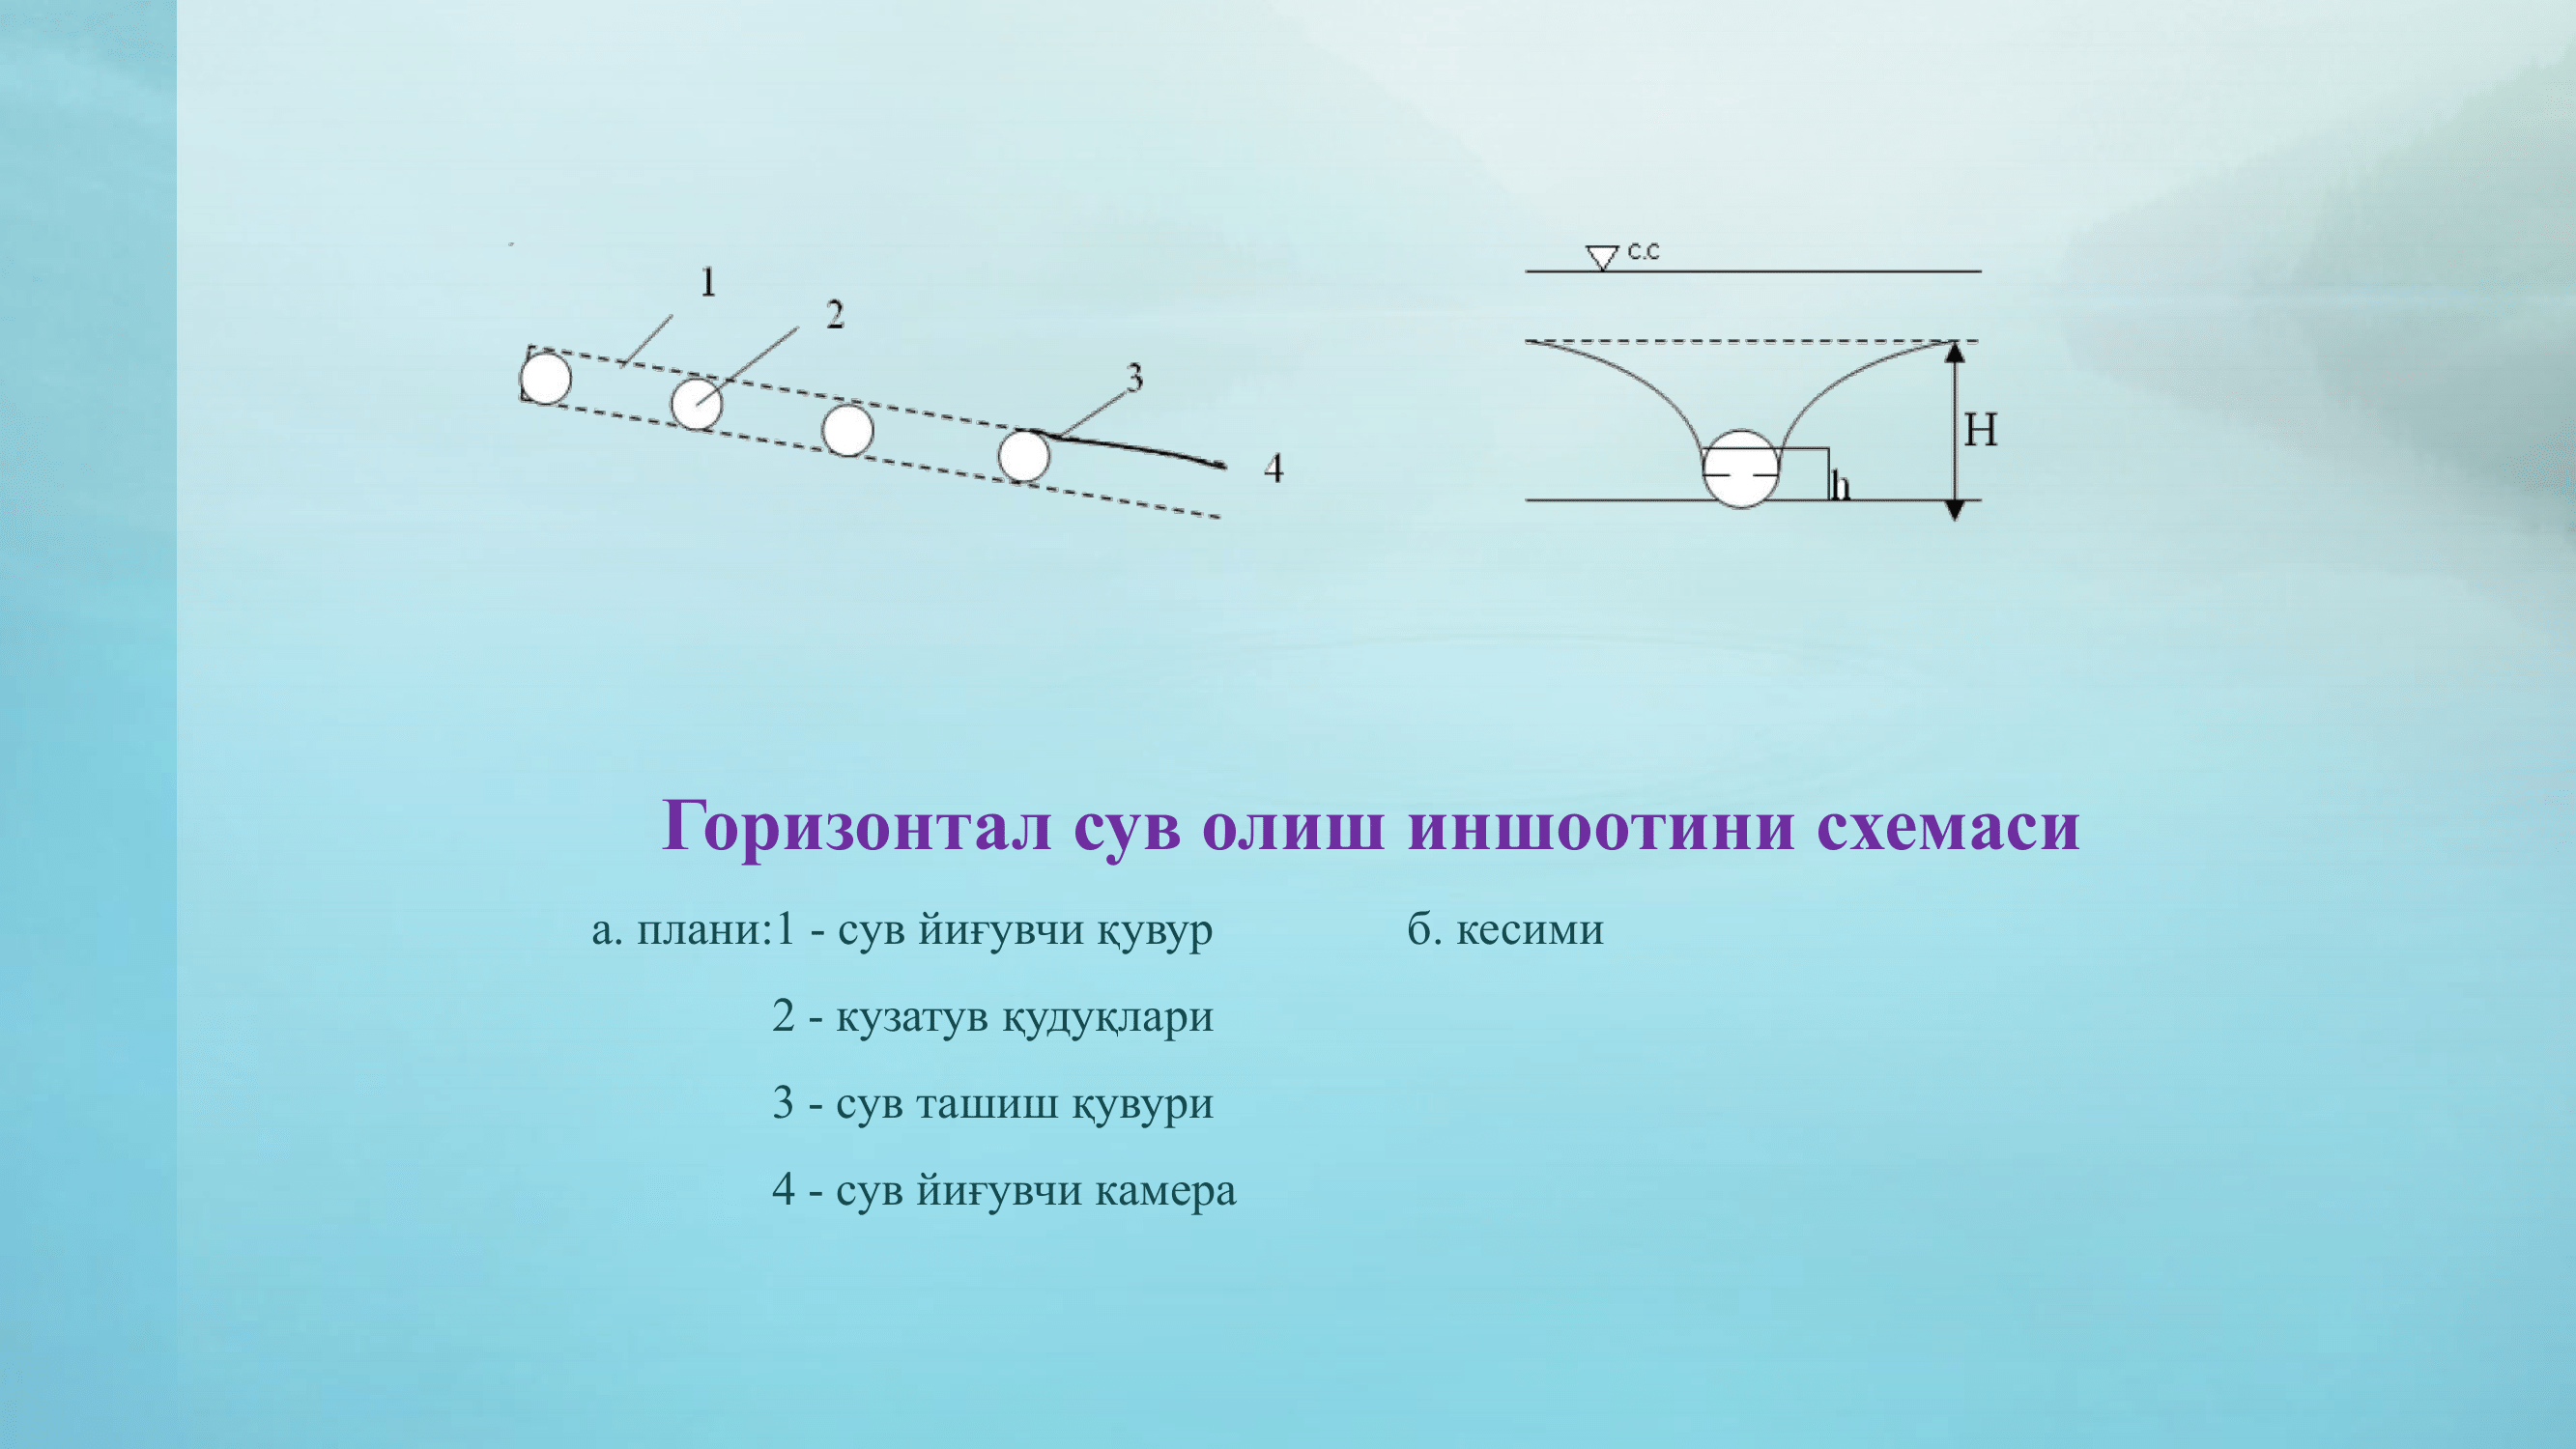 1
2
3
4
с.с
H
h
Горизонтал сув олиш иншоотини схемаси
а. плани:1 - сув йиғувчи қувур б. кесими
2 - кузатув қудуқлари
3 - сув ташиш қувури
4 - сув йиғувчи камера